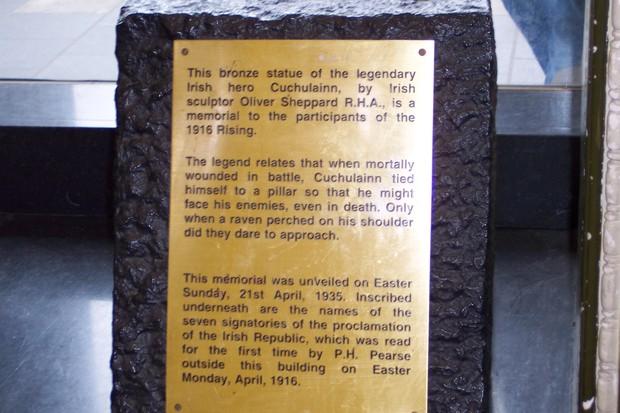 This bronze statue of the legendary
Irish hero Cuchulainn, by Irish
sculptor Oliver Sheppard R.H.A., is a
memorial to the participants of the
1916 Rising.
The legend relates that when mortally
wounded in battle, Cuchulainn tied
himself to a pillar so that he might
face his enemies, even in death. Only
when a raven perched on his shoulder
did they dare to approach.
This mémorial was unveiled on Easter
Sunday, 21st April, 1935. Inscribed
underneath are the names of the
seven signatories of the proclamation
of the Irish Republic, which was read
for the first time by P.H. Pearse
outside this building on Easter
Monday, April, 1916.